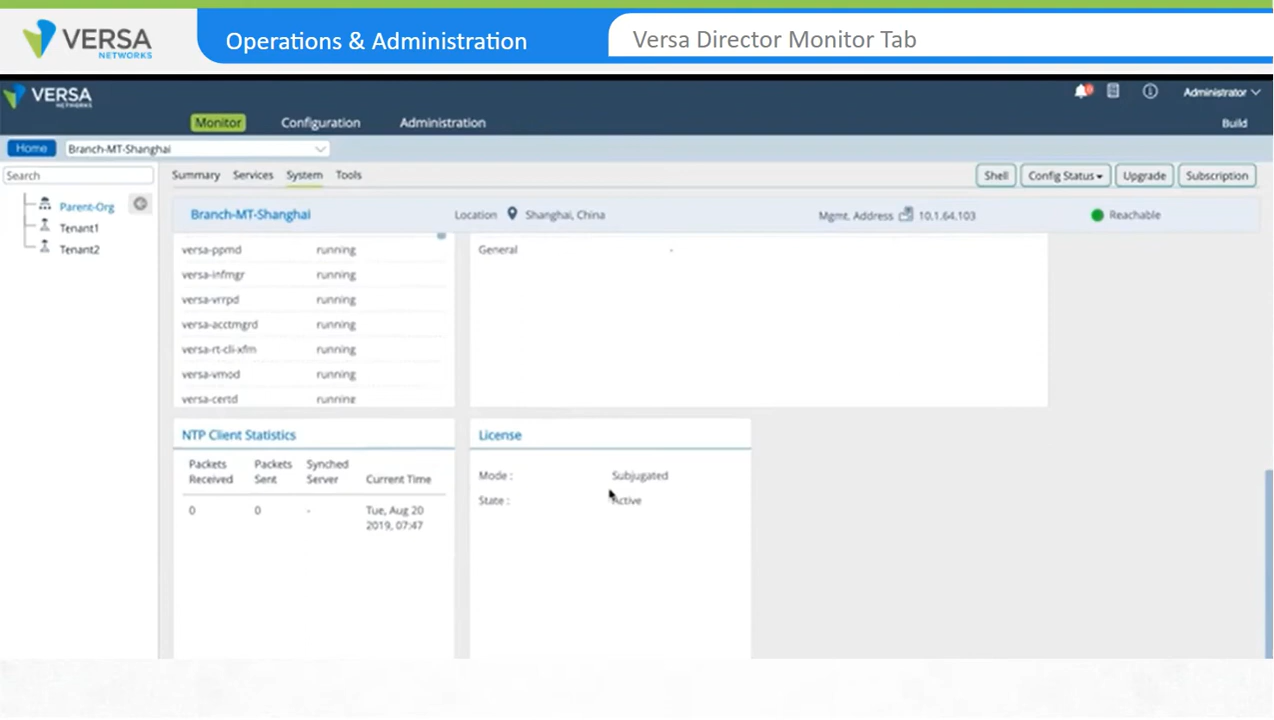 VERSA
NETWORKS
Operations & Administration
Versa Director Monitor Tab
VERSA
NETWORKS
Administrator
Monitor Configuration Administration
Build
Home Branch-MT-Shanghai
Search
Summary Services System Tools
Shell Config Status Upgrade Subscription
Parent-Org
Tenant1
Tenant2
Branch-MT-Shanghai Location Shanghai, China Mgmt. Address 10.1.64.103 Reachable
versa-ppmd running
versa-infmgr running
versa-vrrpd running
versa-acctmgrd running
versa-rt-cli-xfm running
versa-vmod running
versa-certd running
General -
NTP Client Statistics
Packets Received Packets Sent Synched Server Current Time
0 0 - Tue, Aug 20
2019, 07:47
License
Mode : Subjugated
State : Active